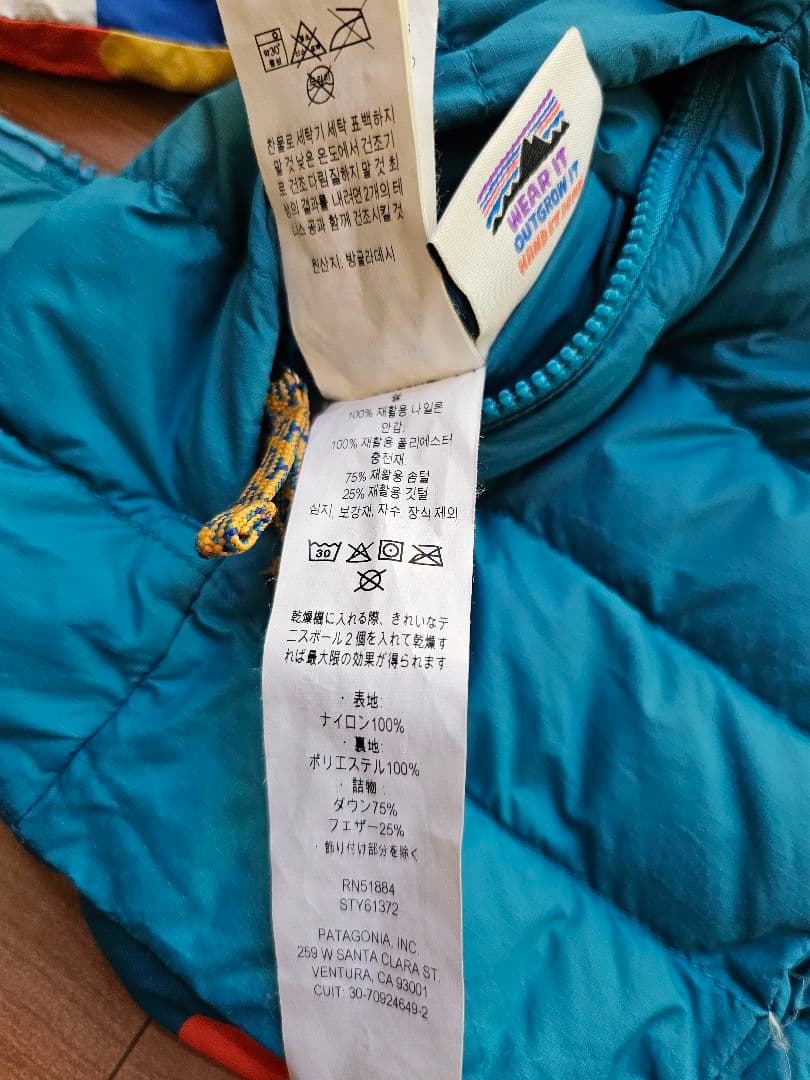 약30°
중성
드라이
찬물로 세탁기 세탁 표백하지
말 것 낮은 온도에서 건조기
로 건조 다림질하지 말 것 최
상의 결과를 내려면 2개의 테
니스 공과 함께 건조시킬 것
원산지: 방글라데시
WEAR IT
OUTGROW IT
HAND IT DOWN
100% 재활용 나일론
안감:
100% 재활용 폴리에스터
충전재:
75% 재활용 솜털
25% 재활용 깃털
심지, 보강재, 자수, 장식 제외
30
乾燥機に入れる際、きれいなテ
ニスボール2個を入れて乾燥す
れば最大限の効果が得られます
・表地:
ナイロン100%
・裏地:
ポリエステル100%
・詰物:
ダウン75%
フェザー25%
・飾り付け部分を除く
RN51884
STY61372
PATAGONIA, INC.
259 W SANTA CLARA ST.
VENTURA, CA 93001
CUIT: 30-70924649-2